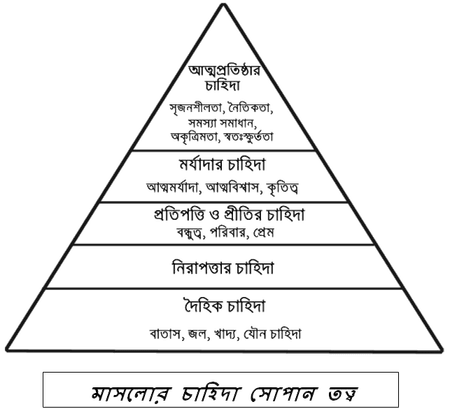 আত্মপ্রতিষ্ঠার
চাহিদা
সৃজনশীলতা, নৈতিকতা,
সমস্যা সমাধান,
অকৃত্রিমতা, স্বতঃস্ফুর্ততা
মর্যাদার চাহিদা
আত্মমর্যাদা, আত্মবিশ্বাস, কৃতিত্ব
প্রতিপত্তি ও প্রীতির চাহিদা
বন্ধুত্ব, পরিবার, প্রেম
নিরাপত্তার চাহিদা
দৈহিক চাহিদা
বাতাস, জল, খাদ্য, যৌন চাহিদা
মাসলোর চাহিদা সোপান তত্ত্ব